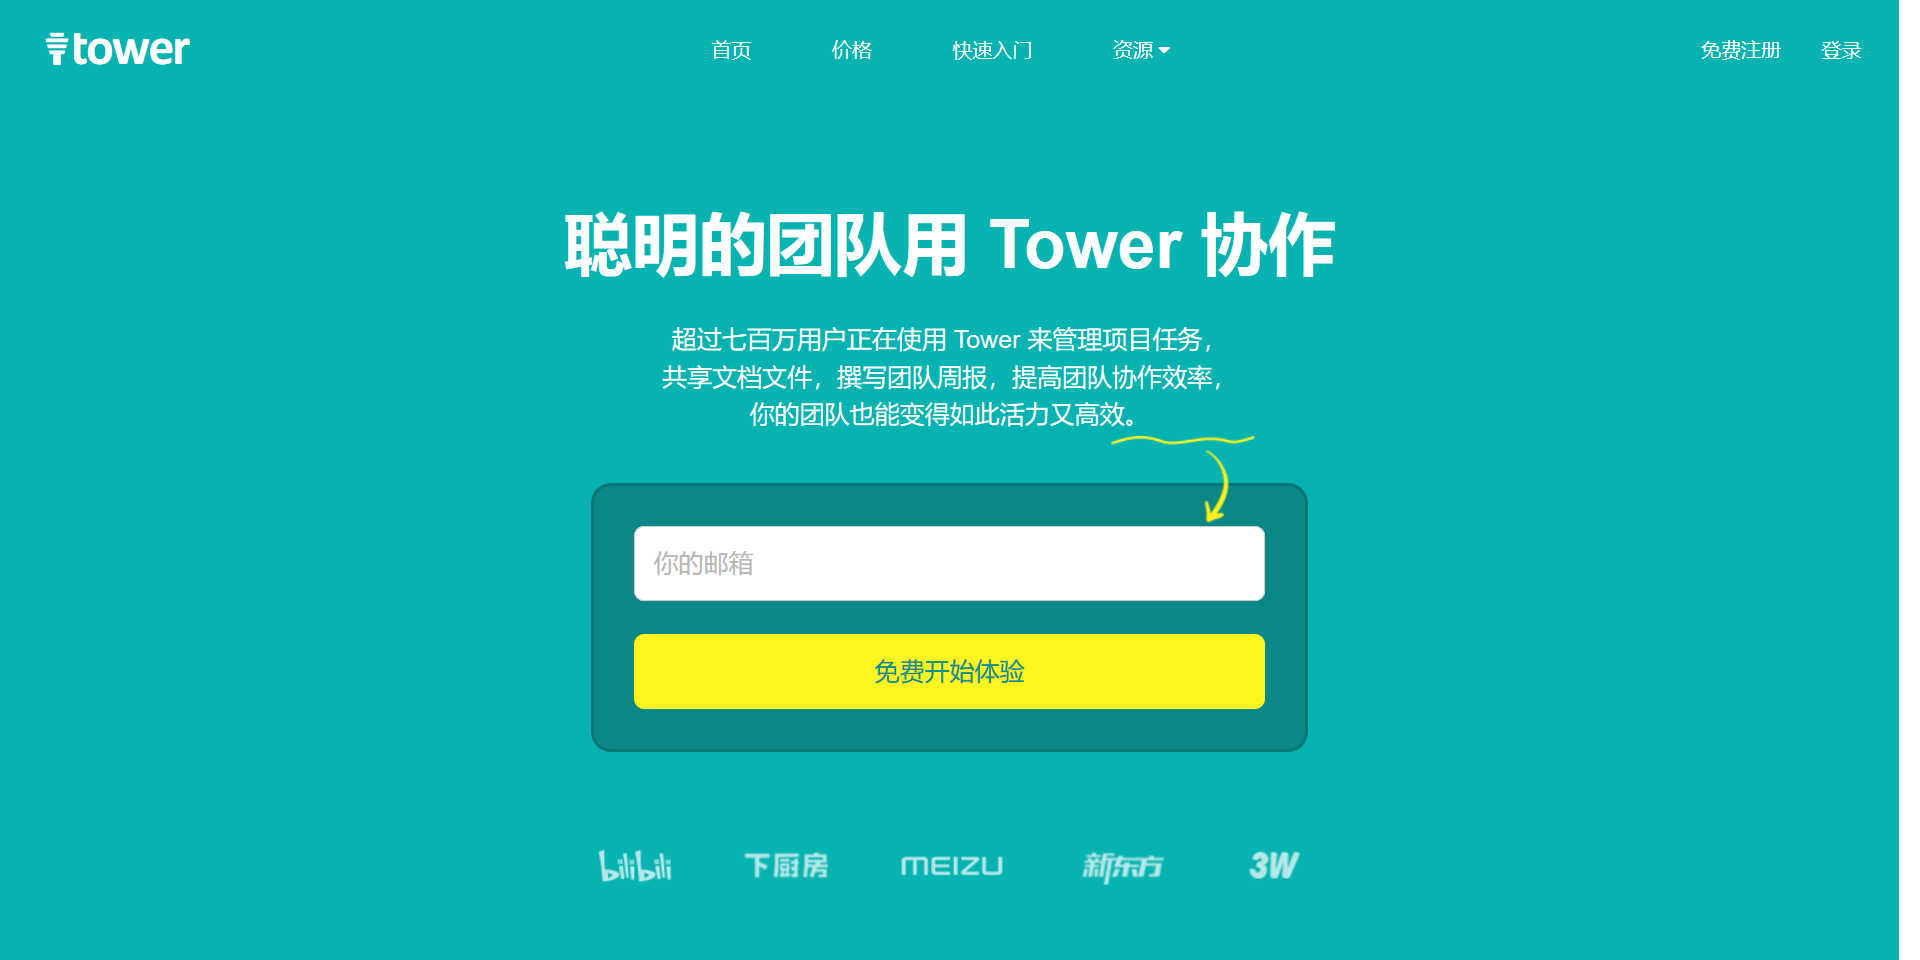 tower
首页
价格
快速入门
资源
免费注册
登录
聪明的团队用 Tower 协作
超过七百万用户正在使用 Tower 来管理项目任务，
共享文档文件，撰写团队周报，提高团队协作效率，
你的团队也能变得如此活力又高效。
你的邮箱
免费开始体验
bilibili
下厨房
MEIZU
新东方
3W